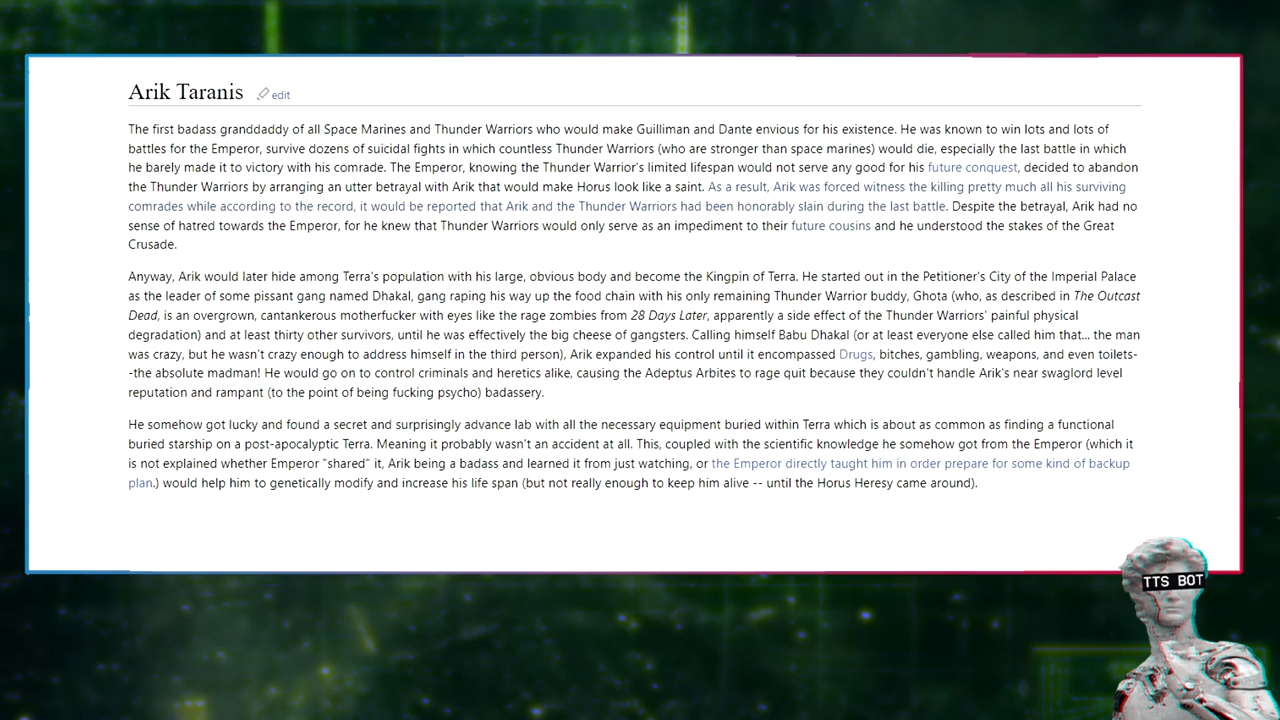 Arik Taranis edit
The first badass granddaddy of all Space Marines and Thunder Warriors who would make Guilliman and Dante envious for his existence. He was known to win lots and lots of
battles for the Emperor, survive dozens of suicidal fights in which countless Thunder Warriors (who are stronger than space marines) would die, especially the last battle in which
he barely made it to victory with his comrade. The Emperor, knowing the Thunder Warrior's limited lifespan would not serve any good for his future conquest, decided to abandon
the Thunder Warriors by arranging an utter betrayal with Arik that would make Horus look like a saint. As a result, Arik was forced witness the killing pretty much all his surviving
comrades while according to the record, it would be reported that Arik and the Thunder Warriors had been honorably slain during the last battle. Despite the betrayal, Arik had no
sense of hatred towards the Emperor, for he knew that Thunder Warriors would only serve as an impediment to their future cousins and he understood the stakes of the Great
Crusade.
Anyway, Arik would later hide among Terra's population with his large, obvious body and become the Kingpin of Terra. He started out in the Petitioner's City of the Imperial Palace
as the leader of some pissant gang named Dhakal, gang raping his way up the food chain with his only remaining Thunder Warrior buddy, Ghota (who, as described in The Outcast
Dead, is an overgrown, cantankerous motherfucker with eyes like the rage zombies from 28 Days Later, apparently a side effect of the Thunder Warriors' painful physical
degradation) and at least thirty other survivors, until he was effectively the big cheese of gangsters. Calling himself Babu Dhakal (or at least everyone else called him that... the man
was crazy, but he wasn't crazy enough to address himself in the third person), Arik expanded his control until it encompassed Drugs, bitches, gambling, weapons, and even toilets-
-the absolute madman! He would go on to control criminals and heretics alike, causing the Adeptus Arbites to rage quit because they couldn't handle Arik's near swaglord level
reputation and rampant (to the point of being fucking psycho) badassery.
He somehow got lucky and found a secret and surprisingly advance lab with all the necessary equipment buried within Terra which is about as common as finding a functional
buried starship on a post-apocalyptic Terra. Meaning it probably wasn't an accident at all. This, coupled with the scientific knowledge he somehow got from the Emperor (which it
is not explained whether Emperor "shared" it, Arik being a badass and learned it from just watching, or the Emperor directly taught him in order prepare for some kind of backup
plan.) would help him to genetically modify and increase his life span (but not really enough to keep him alive -- until the Horus Heresy came around).
TTS BOT